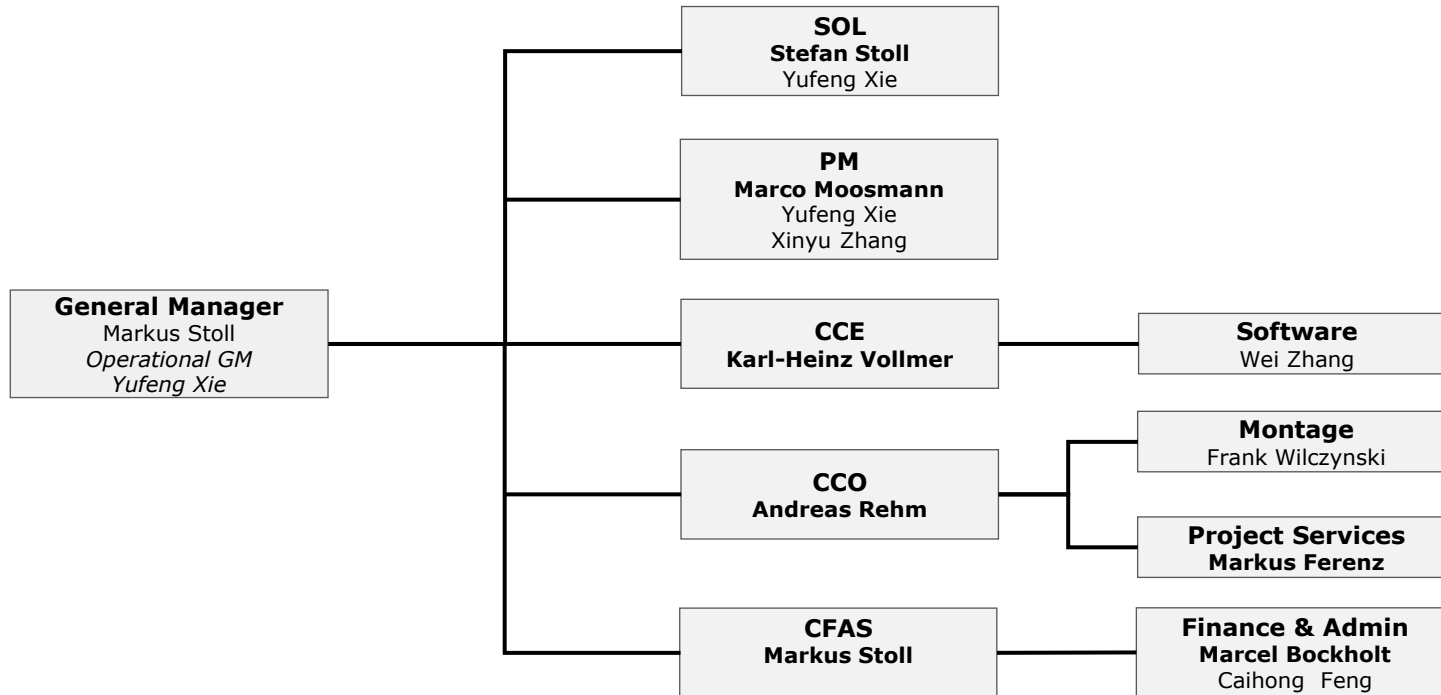 SOL
Stefan Stoll
Yufeng Xie
PM
Marco Moosmann
Yufeng Xie
Xinyu Zhang
General Manager
Markus Stoll
Operational GM
Yufeng Xie
CCE
Karl-Heinz Vollmer
Software
Wei Zhang
CCO
Andreas Rehm
Montage
Frank Wilczynski
Project Services
Markus Ferenz
CFAS
Markus Stoll
Finance & Admin
Marcel Bockholt
Caihong Feng